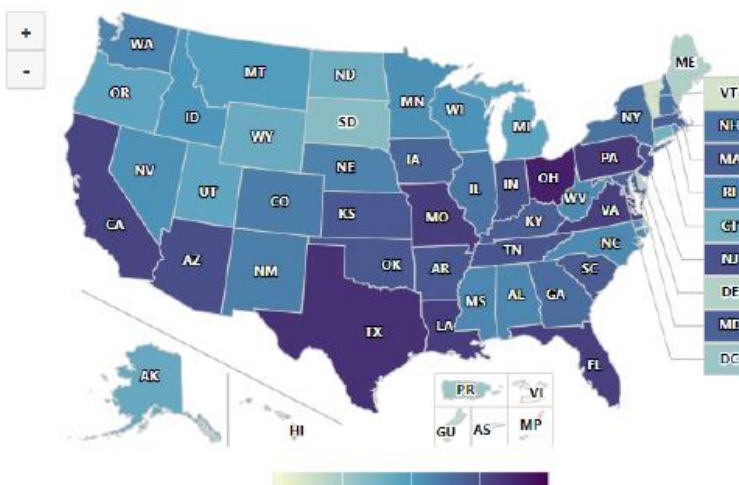 +
-
WA
MT
ND
ME
OR
MN
VT
ID
SD
WI
NY
NH
WY
MI
MA
NV
NE
IA
PA
RI
UT
IL
IN
OH
CT
CA
CO
KS
MO
WV
VA
NJ
KY
DE
AZ
NM
OK
AR
TN
NC
MD
SC
MS
AL
GA
DC
TX
LA
FL
AK
HI
PR
VI
GU
AS
MP